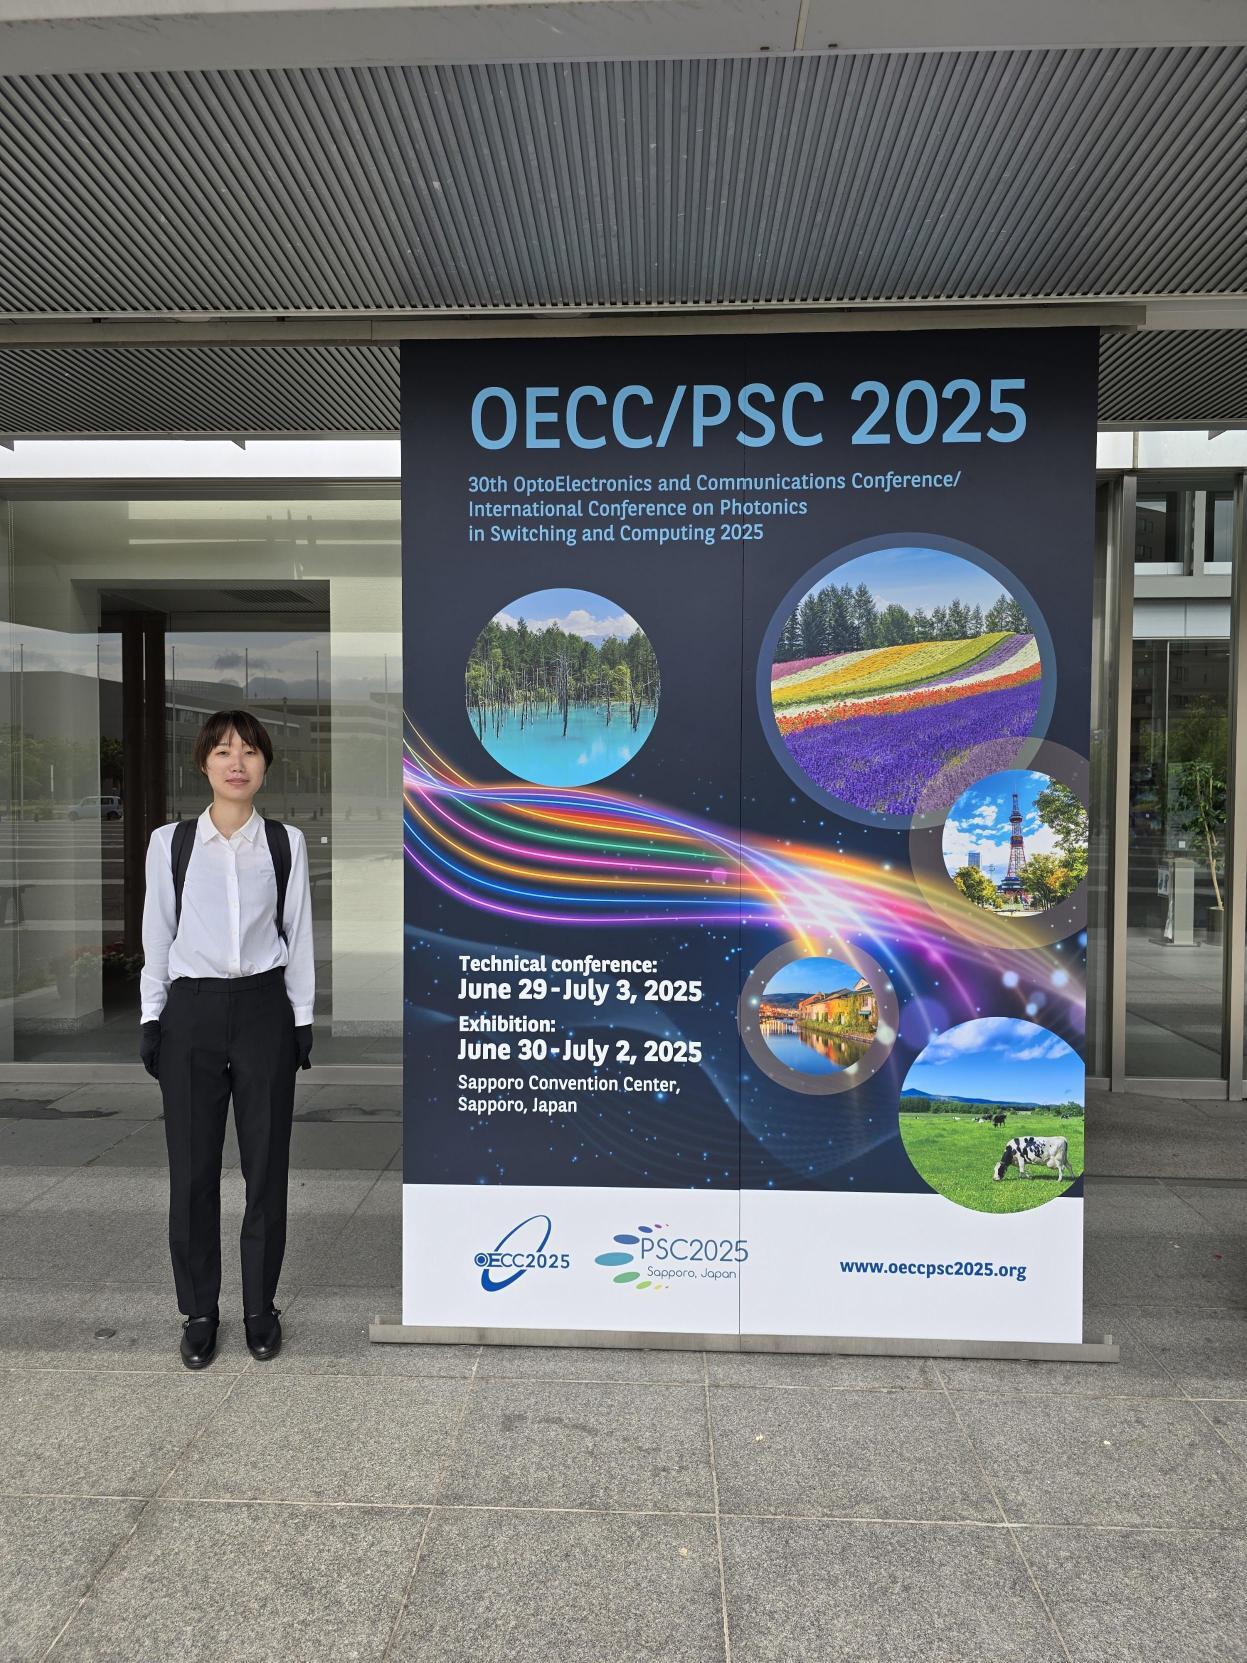 OECC/PSC 2025
30th OptoElectronics and Communications Conference/
International Conference on Photonics
in Switching and Computing 2025
Technical conference:
June 29 - July 3, 2025
Exhibition:
June 30 - July 2, 2025
Sapporo Convention Center,
Sapporo, Japan
OECC2025
PSC2025
Sapporo, Japan
www.oeccpsc2025.org